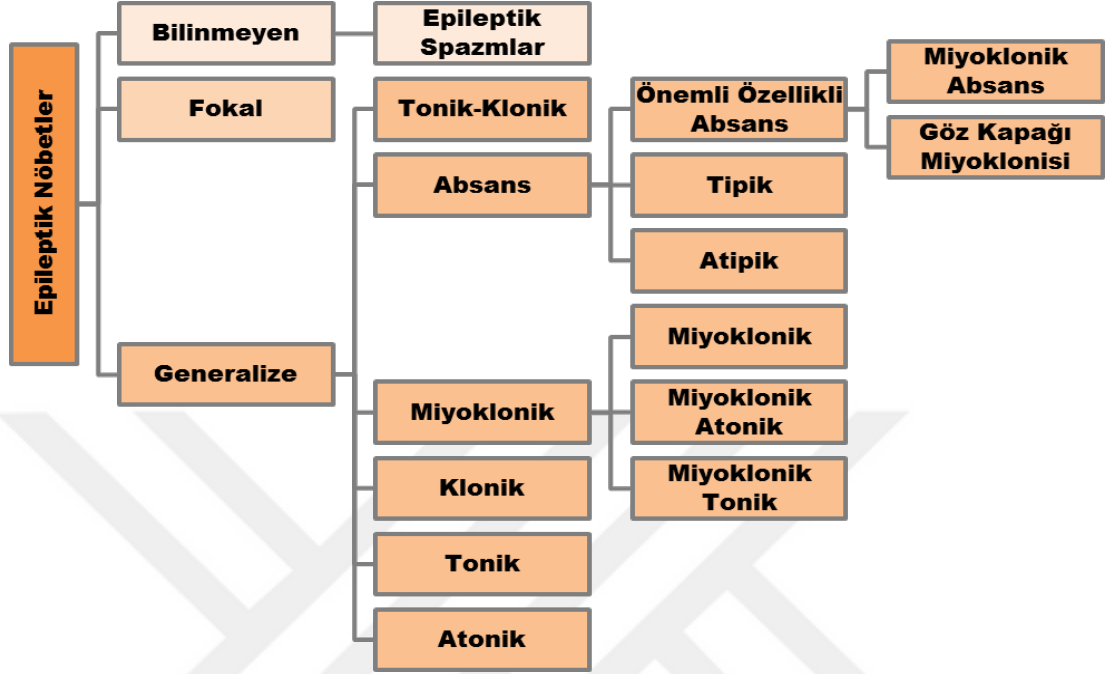 Epileptik Nöbetler
Bilinmeyen
Epileptik
Spazmlar
Fokal
Generalize
Tonik-Klonik
Absans
Önemli Özellikli
Absans
Miyoklonik
Absans
Göz Kapağı
Miyoklonisi
Tipik
Atipik
Miyoklonik
Miyoklonik
Miyoklonik
Atonik
Miyoklonik
Tonik
Klonik
Tonik
Atonik